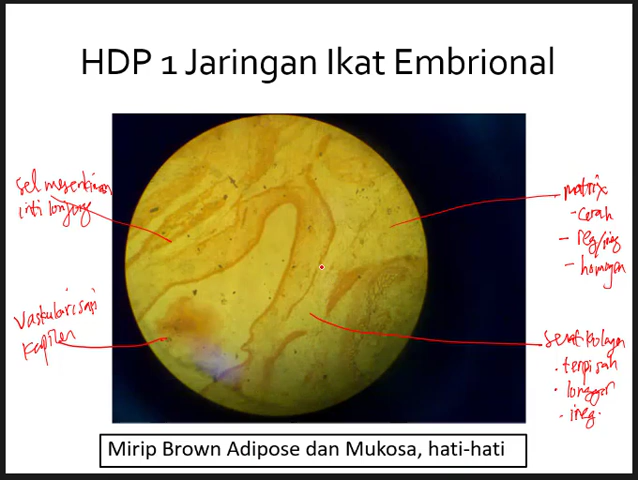 HDP 1 Jaringan Ikat Embrional
sel mesenkim
inti lonjong
Vaskularisasi
Kapiler
matrix
- Cerah
- reg/ireg
- homogen
serat kolagen
· terpisah
· longgar
· ireg.
Mirip Brown Adipose dan Mukosa, hati-hati